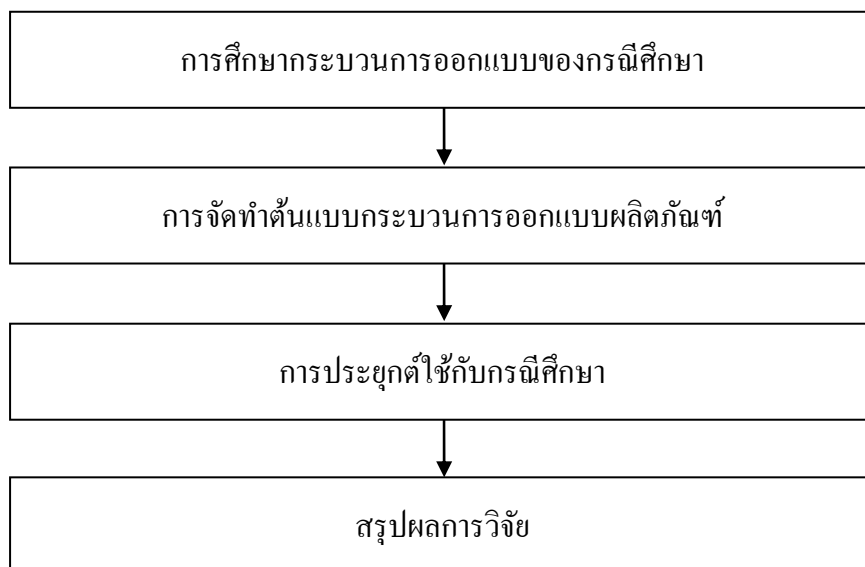 การศึกษากระบวนการออกแบบของกรณีศึกษา
การจัดทำต้นแบบกระบวนการออกแบบผลิตภัณฑ์
การประยุกต์ใช้กับกรณีศึกษา
สรุปผลการวิจัย